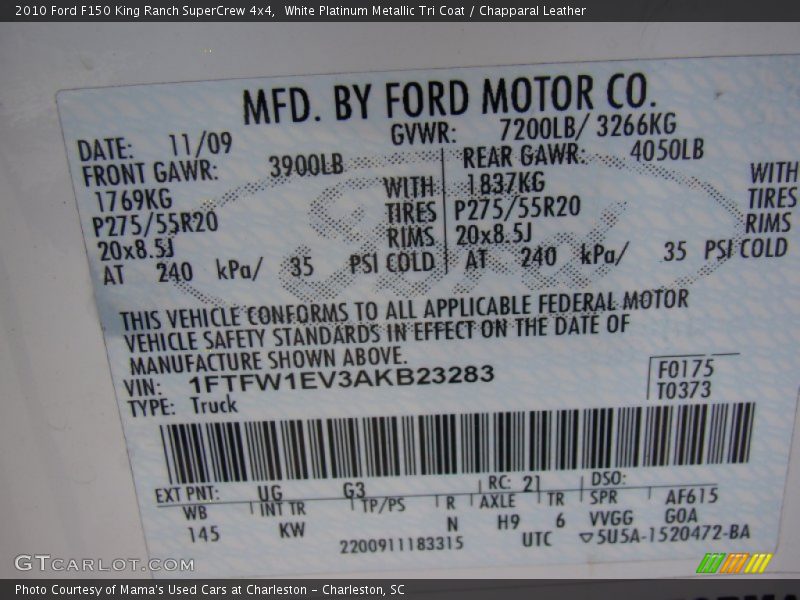 2010 Ford F150 King Ranch SuperCrew 4x4,  White Platinum Metallic Tri Coat / Chapparal Leather
MFD. BY FORD MOTOR CO.
DATE: 11/09 GVWR: 7200LB/ 3266KG
FRONT GAWR: 3900LB REAR GAWR: 4050LB
1769KG WITH 1837KG WITH
P275/55R20 TIRES P275/55R20 TIRES
20x8.5J RIMS 20x8.5J RIMS
AT 240 kPa/ 35 PSI COLD AT 240 kPa/ 35 PSI COLD
THIS VEHICLE CONFORMS TO ALL APPLICABLE FEDERAL MOTOR
VEHICLE SAFETY STANDARDS IN EFFECT ON THE DATE OF
MANUFACTURE SHOWN ABOVE.
VIN: 1FTFW1EV3AKB23283 F0175
TYPE: Truck T0373
EXT PNT: UG G3 RC: 21 DSO:
WB INT TR TP/PS R AXLE TR SPR AF615
145 KW N H9 6 VVGG G0A
2200911183315 UTC ▽5U5A-1520472-BA
GTCARLOT.COM
Photo Courtesy of Mama's Used Cars at Charleston - Charleston, SC